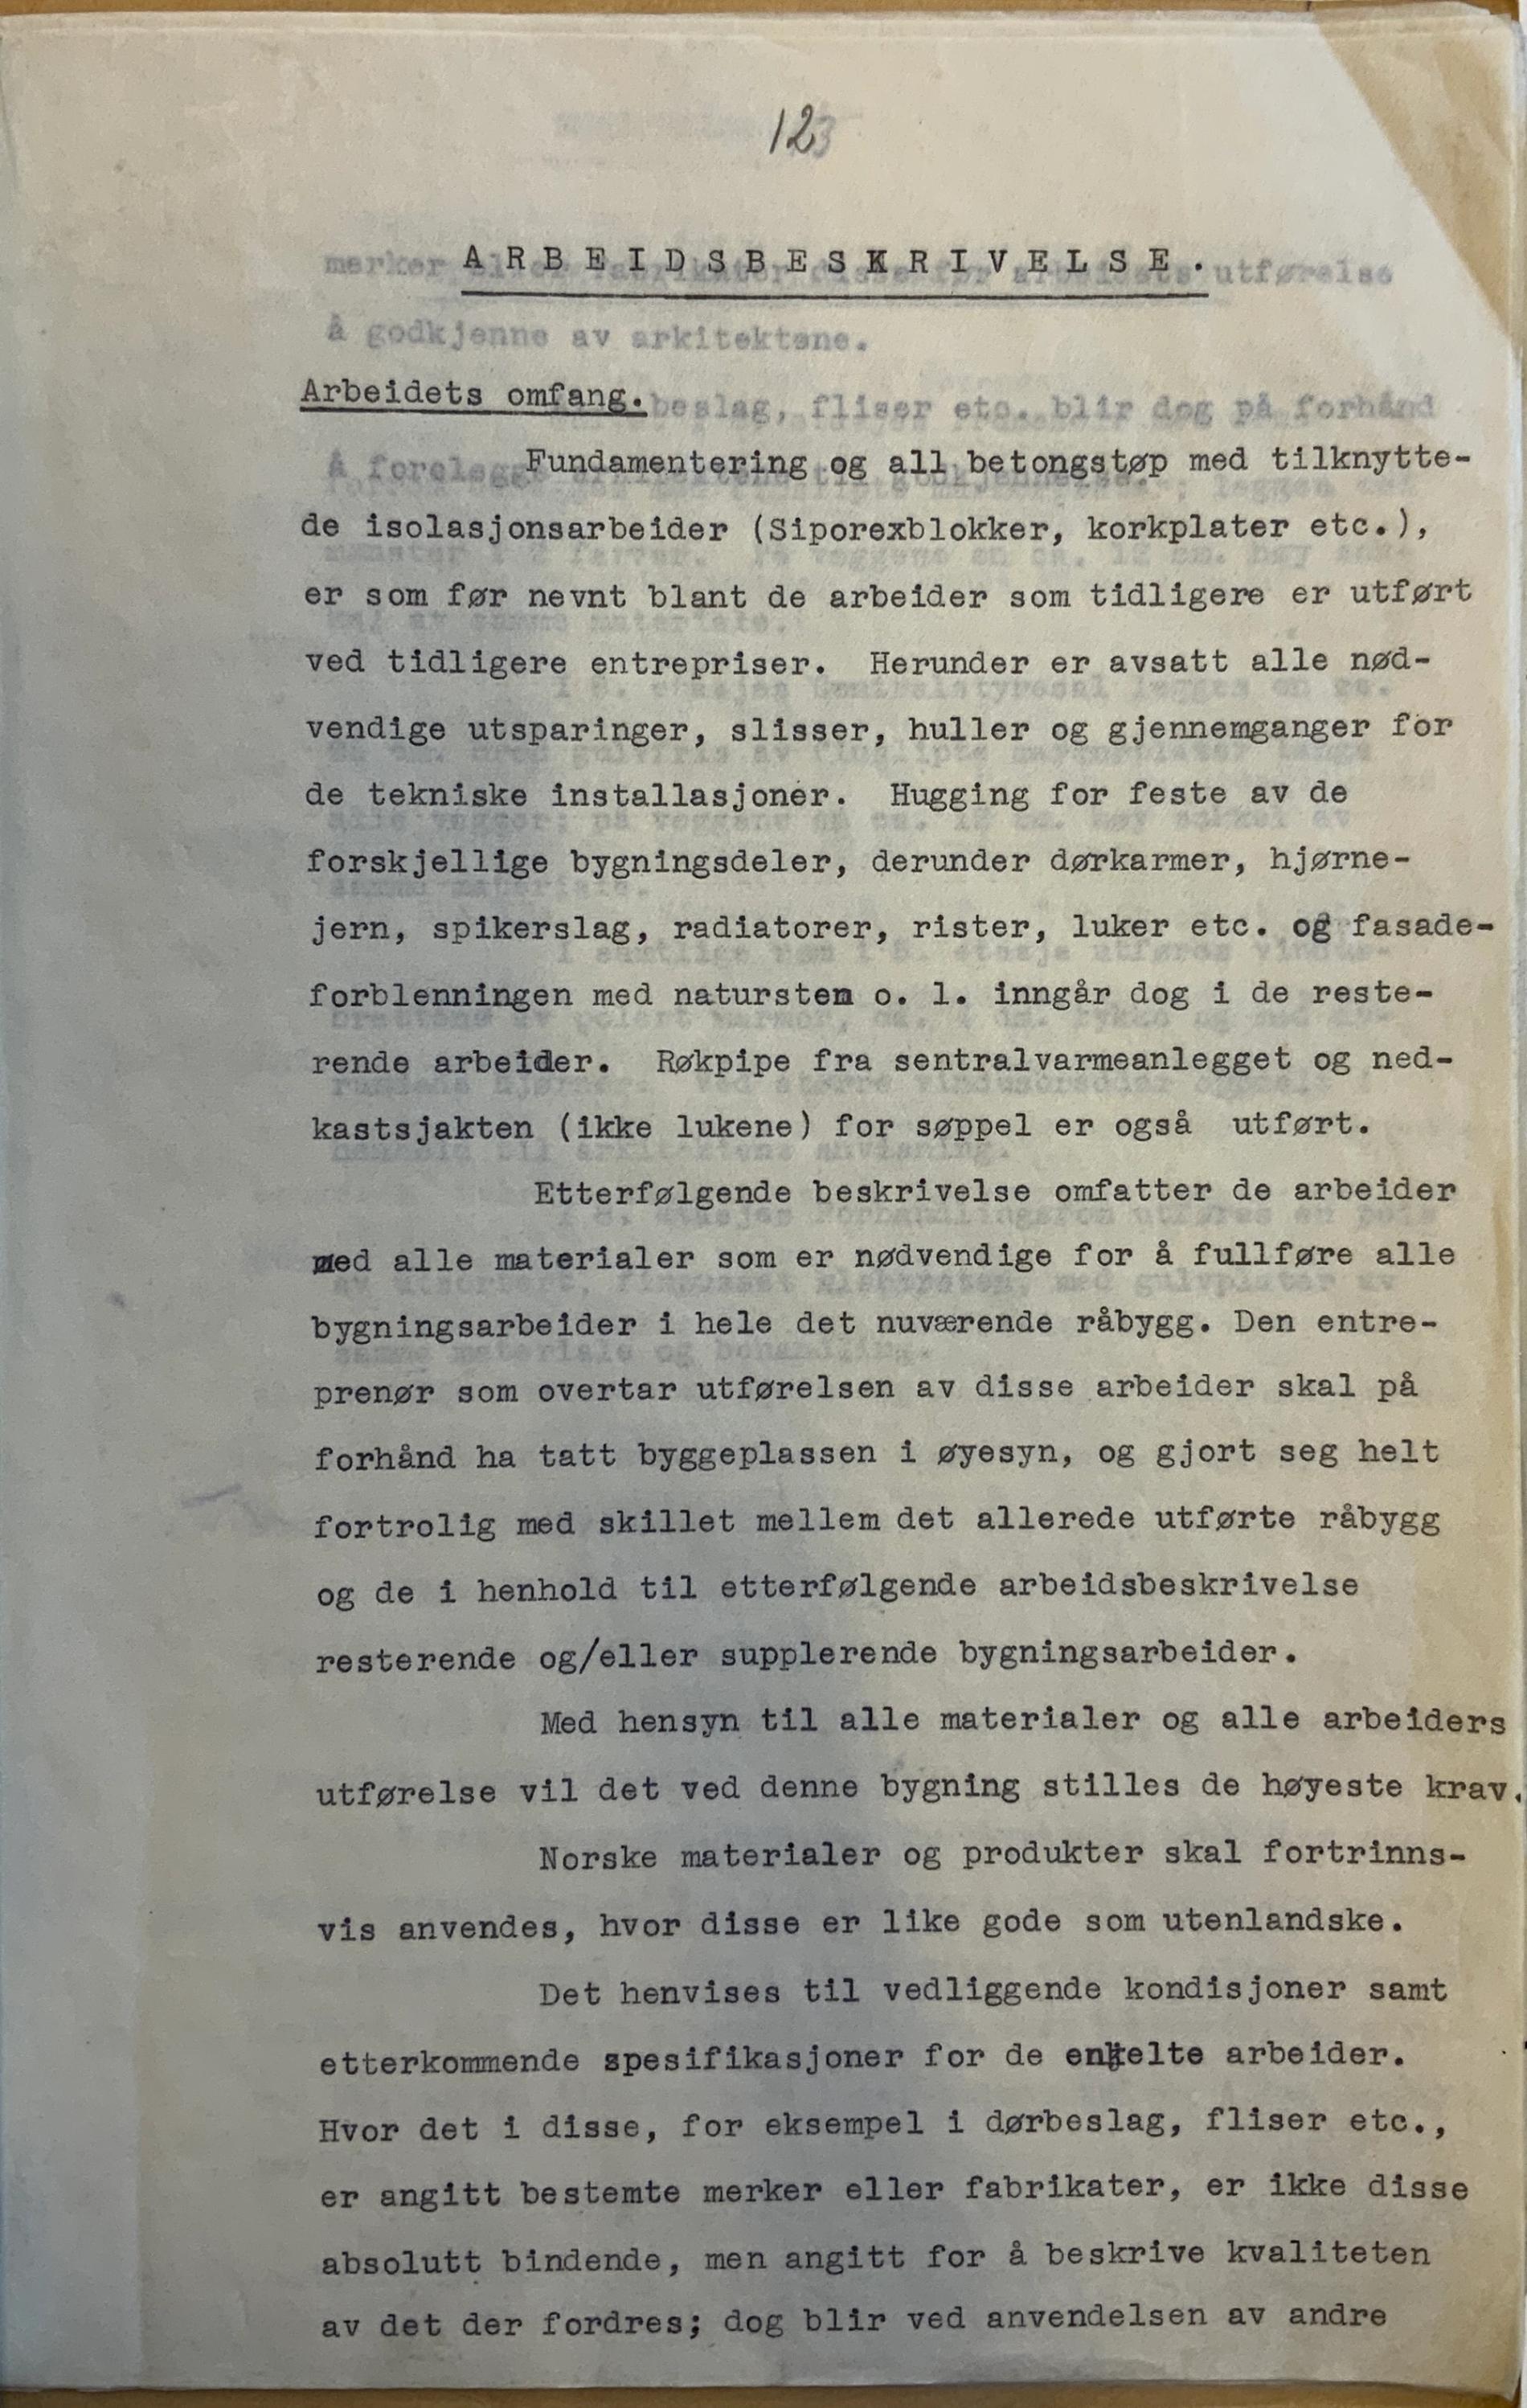 12
ARBEIDSBESKRIVELSE.
Arbeidets omfang.
Fundamentering og all betongstøp med tilknytte-
de isolasjonsarbeider (Siporexblokker, korkplater etc.),
er som før nevnt blant de arbeider som tidligere er utført
ved tidligere entrepriser. Herunder er avsatt alle nød-
vendige utsparinger, slisser, huller og gjennemganger for
de tekniske installasjoner. Hugging for feste av de
forskjellige bygningsdeler, derunder dørkarmer, hjørne-
jern, spikerslag, radiatorer, rister, luker etc. og fasade-
forblenningen med natursten o. l. inngår dog i de reste-
rende arbeider. Røkpipe fra sentralvarmeanlegget og ned-
kastsjakten (ikke lukene) for søppel er også utført.
Etterfølgende beskrivelse omfatter de arbeider
med alle materialer som er nødvendige for å fullføre alle
bygningsarbeider i hele det nuværende råbygg. Den entre-
prenør som overtar utførelsen av disse arbeider skal på
forhånd ha tatt byggeplassen i øyesyn, og gjort seg helt
fortrolig med skillet mellem det allerede utførte råbygg
og de i henhold til etterfølgende arbeidsbeskrivelse
resterende og/eller supplerende bygningsarbeider.
Med hensyn til alle materialer og alle arbeiders
utførelse vil det ved denne bygning stilles de høyeste krav.
Norske materialer og produkter skal fortrinns-
vis anvendes, hvor disse er like gode som utenlandske.
Det henvises til vedliggende kondisjoner samt
etterkommende spesifikasjoner for de enkelte arbeider.
Hvor det i disse, for eksempel i dørbeslag, fliser etc.,
er angitt bestemte merker eller fabrikater, er ikke disse
absolutt bindende, men angitt for å beskrive kvaliteten
av det der fordres; dog blir ved anvendelsen av andre